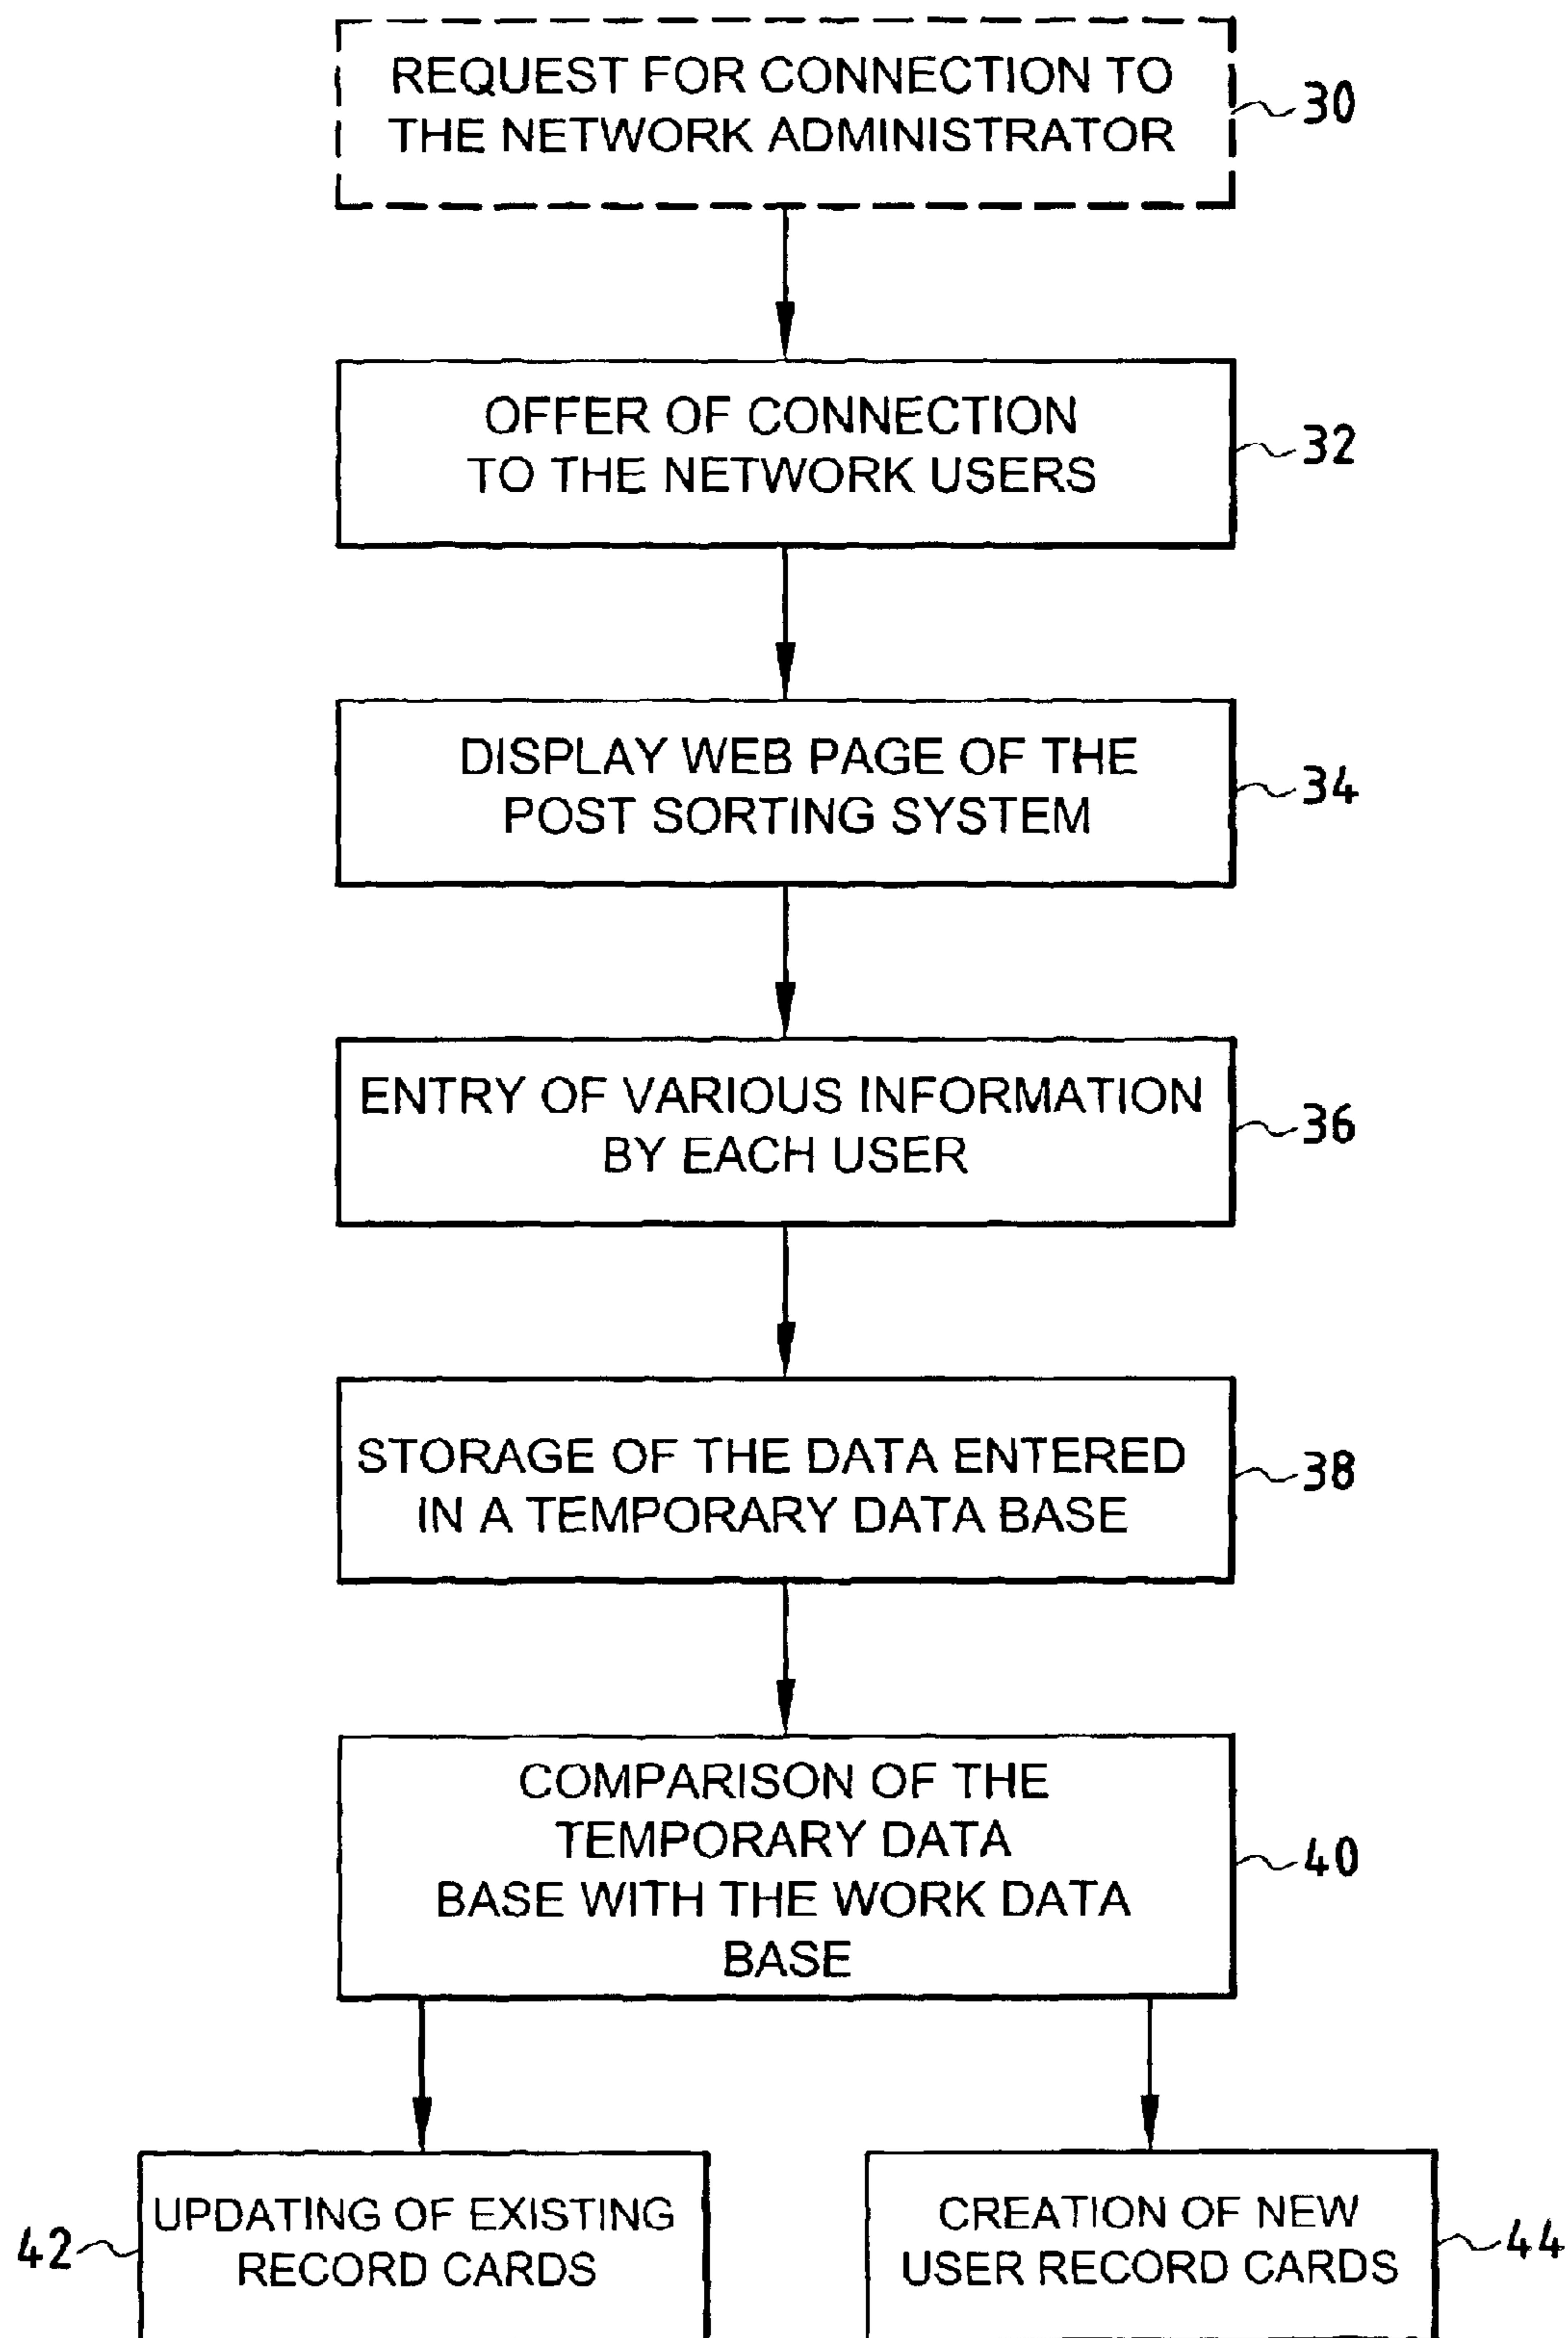 REQUEST FOR CONNECTION TO
THE NETWORK ADMINISTRATOR
30
OFFER OF CONNECTION
TO THE NETWORK USERS
32
DISPLAY WEB PAGE OF THE
POST SORTING SYSTEM
34
ENTRY OF VARIOUS INFORMATION
BY EACH USER
36
STORAGE OF THE DATA ENTERED
IN A TEMPORARY DATA BASE
38
COMPARISON OF THE
TEMPORARY DATA
BASE WITH THE WORK DATA
BASE
40
UPDATING OF EXISTING
RECORD CARDS
42
CREATION OF NEW
USER RECORD CARDS
44